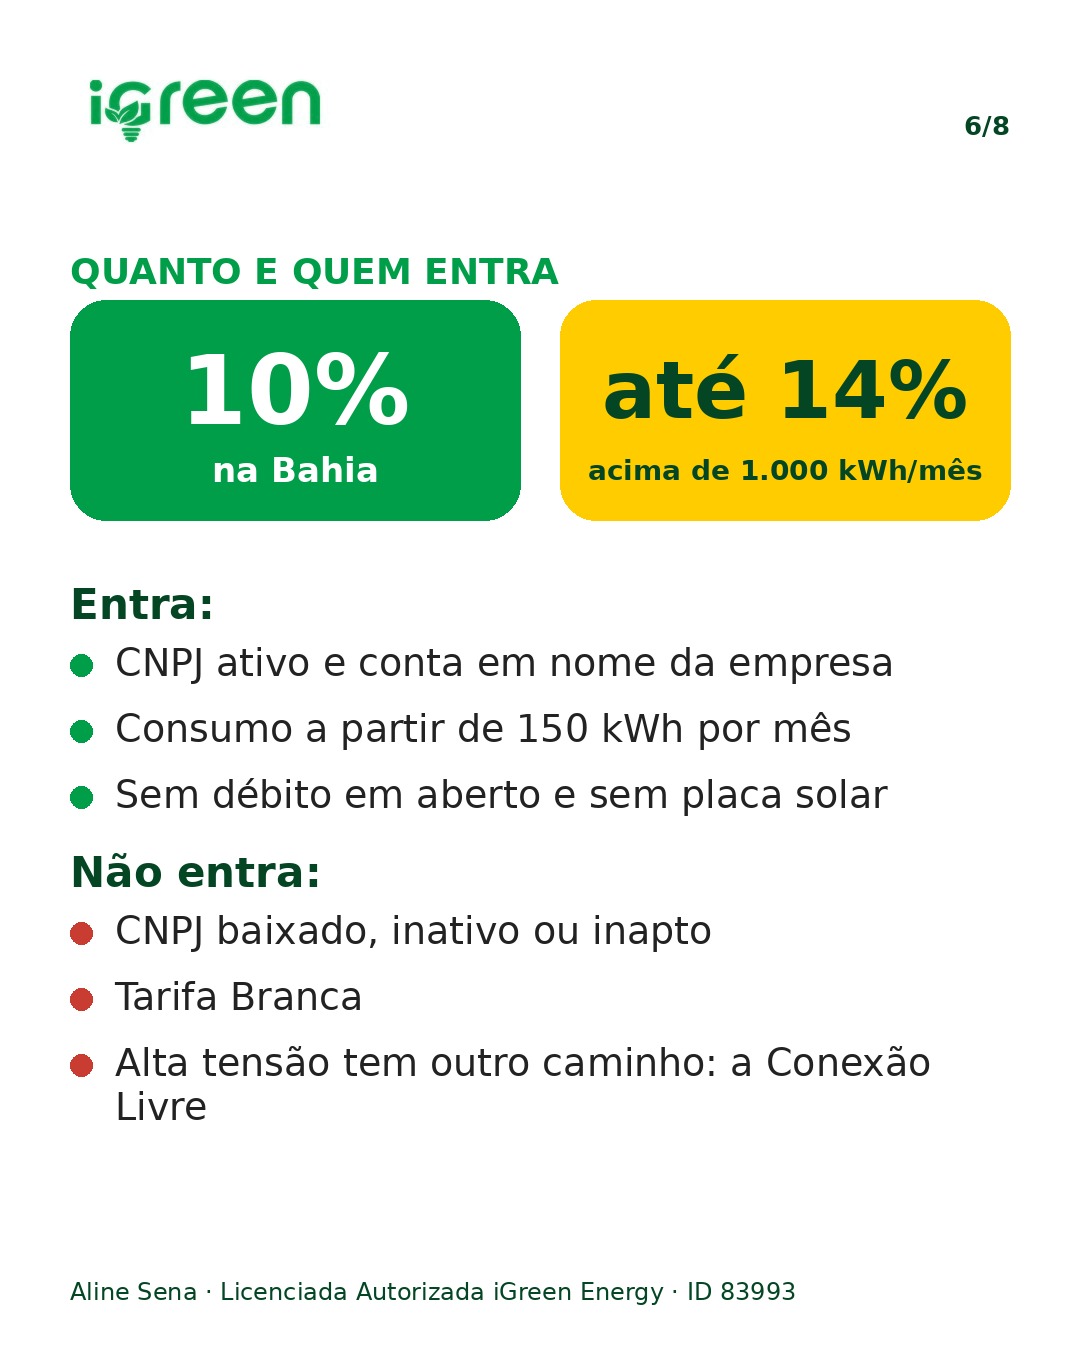 iGreen
6/8
QUANTO E QUEM ENTRA
10%
na Bahia
até 14%
acima de 1.000 kWh/mês
Entra:
CNPJ ativo e conta em nome da empresa
Consumo a partir de 150 kWh por mês
Sem débito em aberto e sem placa solar
Não entra:
CNPJ baixado, inativo ou inapto
Tarifa Branca
Alta tensão tem outro caminho: a Conexão
Livre
Aline Sena · Licenciada Autorizada iGreen Energy · ID 83993